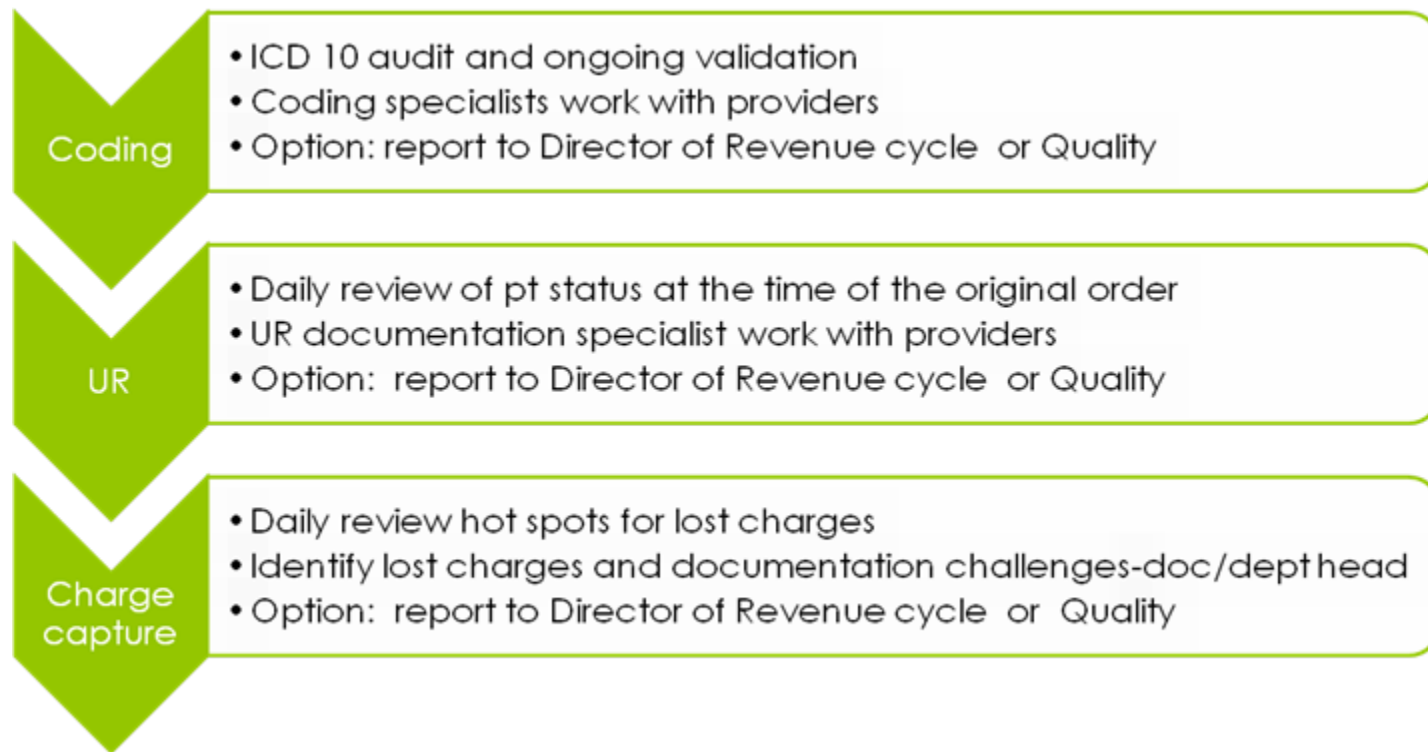 Coding
• ICD 10 audit and ongoing validation
• Coding specialists work with providers
• Option: report to Director of Revenue cycle or Quality
UR
• Daily review of pt status at the time of the original order
• UR documentation specialist work with providers
• Option: report to Director of Revenue cycle or Quality
Charge
capture
• Daily review hot spots for lost charges
• Identify lost charges and documentation challenges-doc/dept head
• Option: report to Director of Revenue cycle or Quality